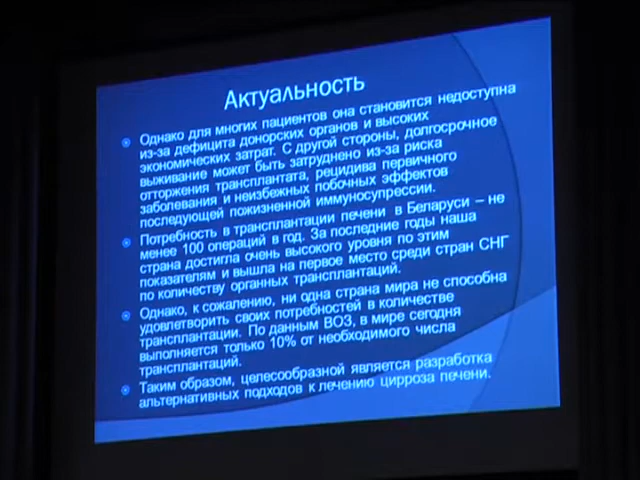 Актуальность
Однако для многих пациентов она становится недоступна
из-за дефицита донорских органов и высоких
экономических затрат. С другой стороны, долгосрочное
выживание может быть затруднено из-за риска
отторжения трансплантата, рецидива первичного
заболевания и неизбежных побочных эффектов
последующей пожизненной иммуносупрессии.
Потребность в трансплантации печени в Беларуси – не
менее 100 операций в год. За последние годы наша
страна достигла очень высокого уровня по этим
показателям и вышла на первое место среди стран СНГ
по количеству органных трансплантаций.
Однако, к сожалению, ни одна страна мира не способна
удовлетворить своих потребностей в количестве
трансплантации. По данным ВОЗ, в мире сегодня
выполняется только 10% от необходимого числа
трансплантаций.
Таким образом, целесообразной является разработка
альтернативных подходов к лечению цирроза печени.